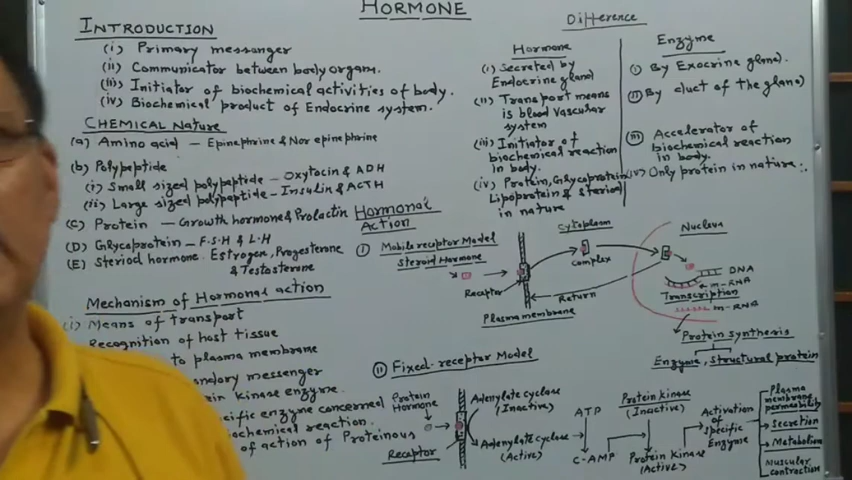 HORMONE
INTRODUCTION
(i) Primary messanger
(ii) Communicator between body organs.
(iii) Initiator of biochemical activities of body.
(iv) Biochemical product of Endocrine system.
CHEMICAL Nature
(a) Amino acid — Epinephrine & Nor epinephrine
(b) Polypeptide
(i) Small sized polypeptide — Oxytocin & ADH
(ii) Large sized polypeptide — Insulin & ACTH
(C) Protein — Growth hormone & Prolactin
(D) Glycoprotein — F.S.H & L.H
(E) Steriod hormone. Estrogen, Progesterone
& Testosterone
Mechanism of Hormonal action
(i) Means of transport
Recognition of host tissue
to plasma membrane
ondary messenger
ein kinase enzyme.
ecific enzyme concerned
ochemical reaction.
of action of Proteinous
Difference
Hormone
(i) Secreted by
Endocrine gland
(ii) Transport means
is blood vascular
system
(iii) Initiator of
biochemical reaction
in body.
(iv) Protein, Glycoprotein
Lipoprotein & steriod
in nature
Enzyme
(i) By Exocrine gland.
(ii) By duct of the gland
(iii) Accelerator of
biochemical reaction
in body.
(iv) Only protein in nature
Hormonal
Action
(I) Mobile receptor Model
Steroid Hormone
Receptor
Plasma membrane
Cytoplasm
Complex
Return
Nucleus
DNA
m-RNA
Transcription
m-RNA
Protein synthesis
Enzyme, Structural protein
(II) Fixed-receptor Model
Protein
Hormone
Receptor
Adenylate cyclase
(Inactive)
Adenylate cyclase
(Active)
ATP
C-AMP
Protein kinase
(Inactive)
Protein kinase
(Active)
Activation
of
specific
Enzyme
Plasma
membrane
permeability
Secretion
Metabolism
Muscular
contraction